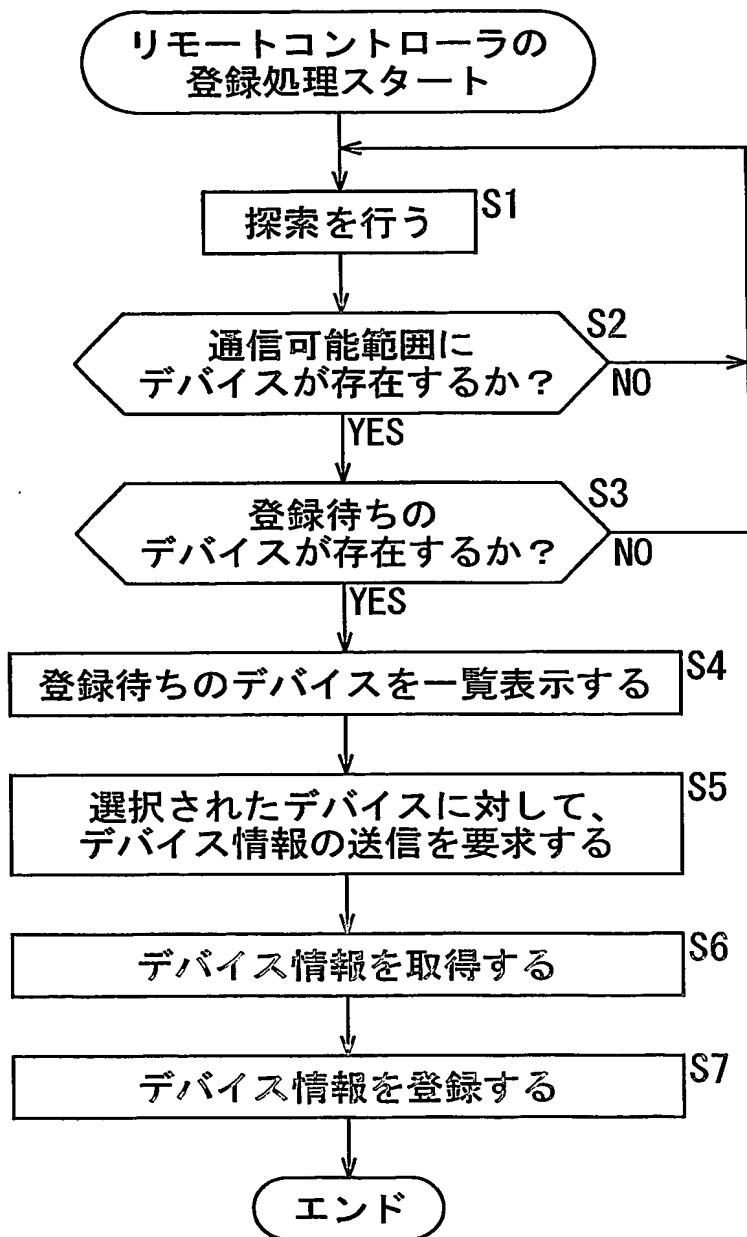 リモートコントローラの
登録処理スタート
探索を行う
S1
通信可能範囲に
デバイスが存在するか？
S2
NO
YES
登録待ちの
デバイスが存在するか？
S3
NO
YES
登録待ちのデバイスを一覧表示する
S4
選択されたデバイスに対して、
デバイス情報の送信を要求する
S5
デバイス情報を取得する
S6
デバイス情報を登録する
S7
エンド